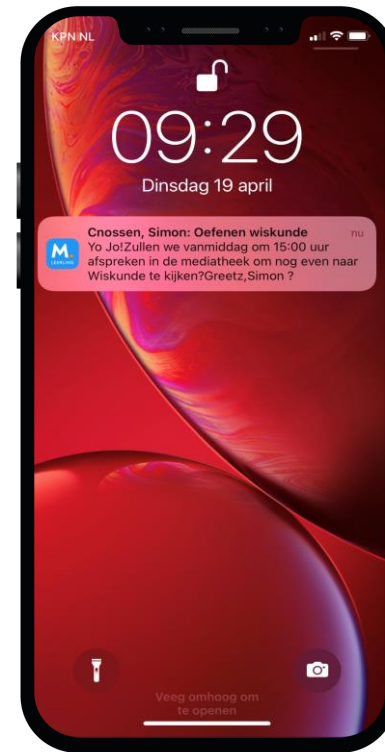 KPN NL
09:29
Dinsdag 19 april
Cnossen, Simon: Oefenen wiskunde nu
Yo Jo!Zullen we vanmiddag om 15:00 uur
afspreken in de mediatheek om nog even naar
Wiskunde te kijken?Greetz,Simon ?
M.
LEERLING
Veeg omhoog om
te openen